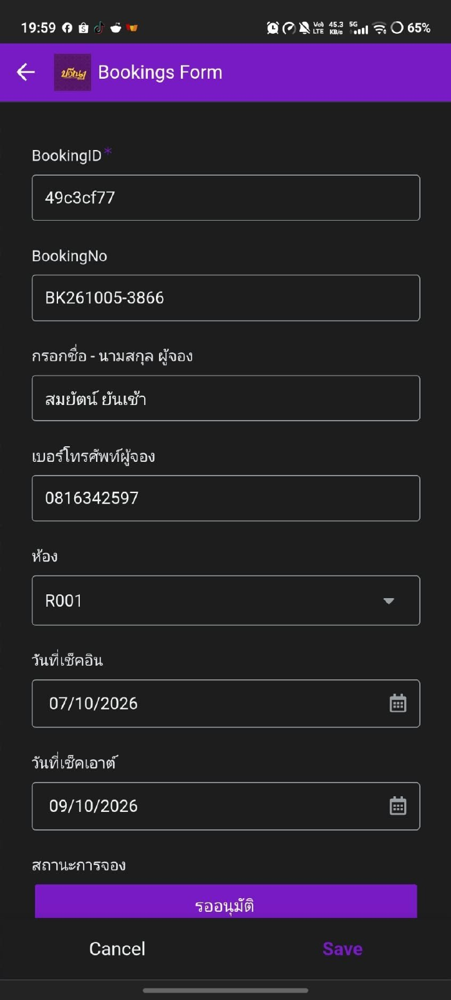 19:59
Vo) LTE 45.3 KB/s 5G 65%
ปวีณา Bookings Form
BookingID*
49c3cf77
BookingNo
BK261005-3866
กรอกชื่อ - นามสกุล ผู้จอง
สมยัตน์ ยันเช้า
เบอร์โทรศัพท์ผู้จอง
0816342597
ห้อง
R001
วันที่เช็คอิน
07/10/2026
วันที่เช็คเอาต์
09/10/2026
สถานะการจอง
รออนุมัติ
Cancel Save